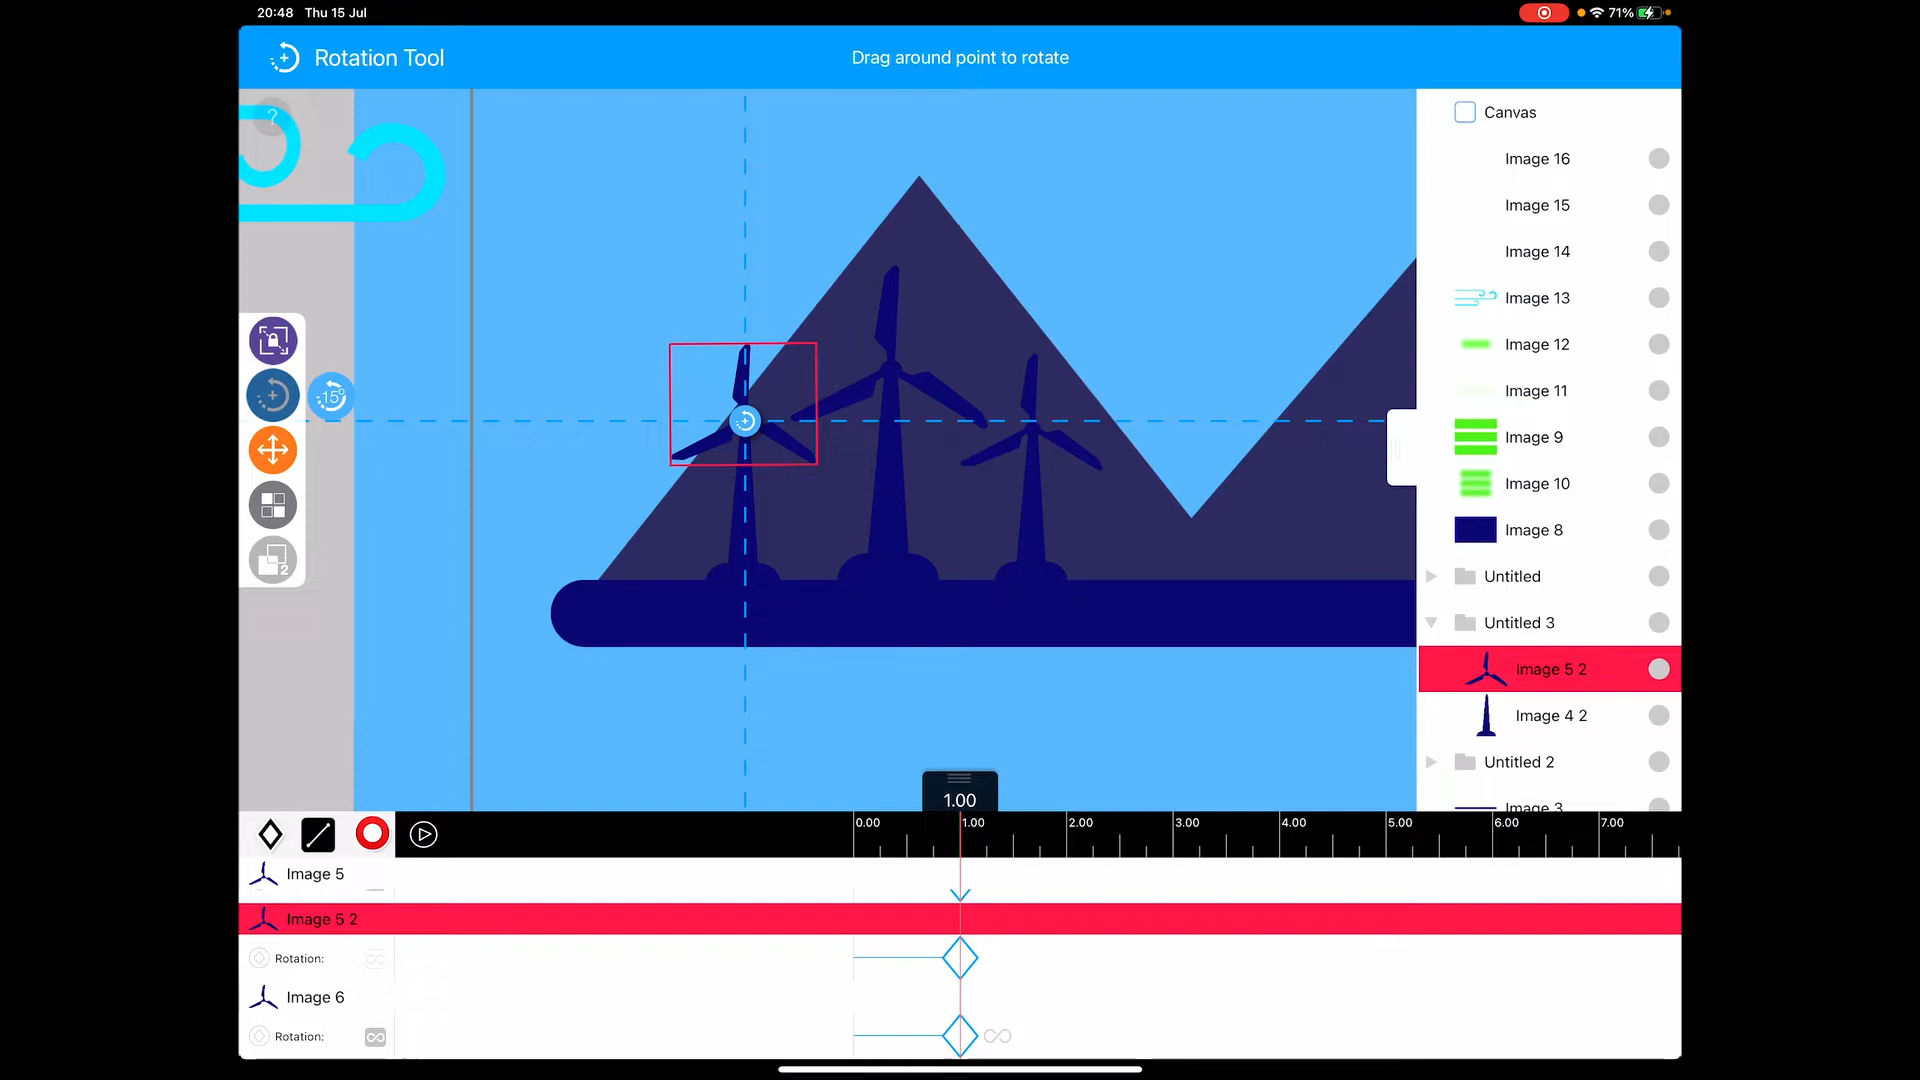 20:48 Thu 15 Jul
71%
Rotation Tool
Drag around point to rotate
?
Canvas
Image 16
Image 15
Image 14
Image 13
Image 12
Image 11
Image 9
Image 10
Image 8
Untitled
Untitled 3
Image 5 2
Image 4 2
Untitled 2
Image 3
15°
2
1.00
0.00 1.00 2.00 3.00 4.00 5.00 6.00 7.00
Image 5
Image 5 2
Rotation:
Image 6
Rotation: